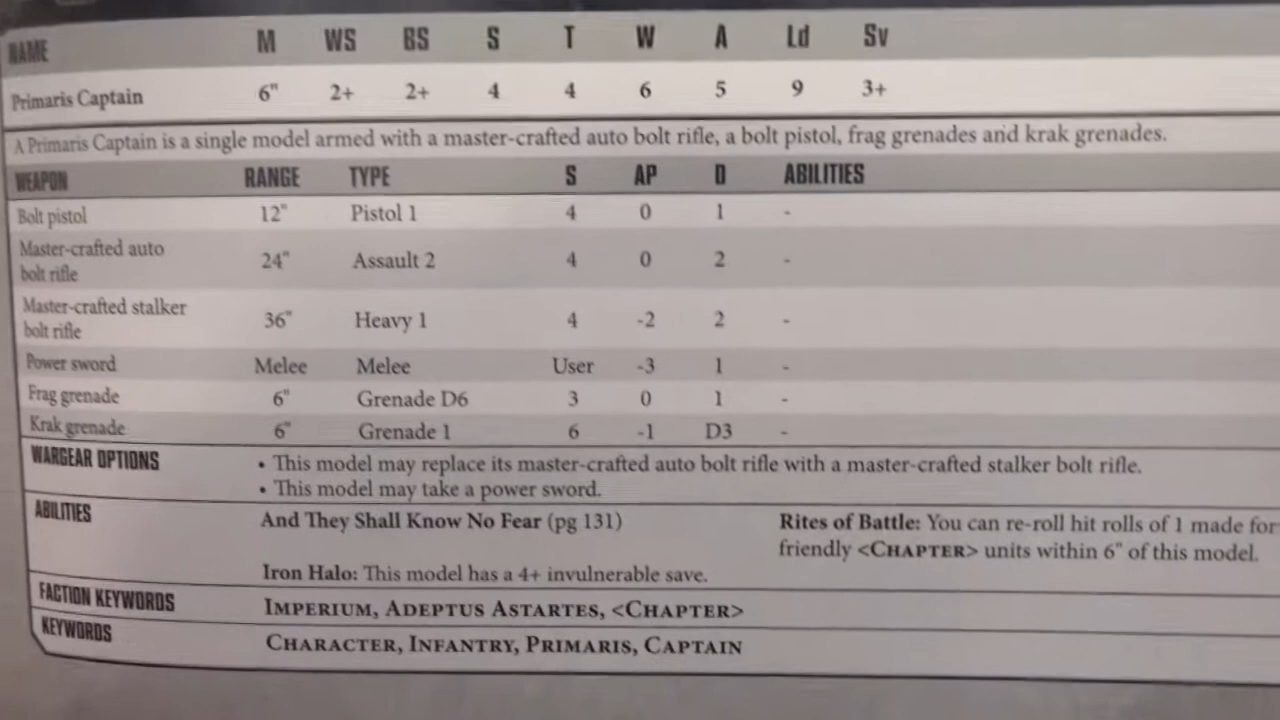 NAME M WS BS S T W A Ld Sv
Primaris Captain 6" 2+ 2+ 4 4 6 5 9 3+
A Primaris Captain is a single model armed with a master-crafted auto bolt rifle, a bolt pistol, frag grenades and krak grenades.
WEAPON RANGE TYPE S AP D ABILITIES
Bolt pistol 12" Pistol 1 4 0 1 -
Master-crafted auto
bolt rifle 24" Assault 2 4 0 2 -
Master-crafted stalker
bolt rifle 36" Heavy 1 4 -2 2 -
Power sword Melee Melee User -3 1 -
Frag grenade 6" Grenade D6 3 0 1 -
Krak grenade 6" Grenade 1 6 -1 D3 -
WARGEAR OPTIONS • This model may replace its master-crafted auto bolt rifle with a master-crafted stalker bolt rifle.
• This model may take a power sword.
ABILITIES And They Shall Know No Fear (pg 131)
Iron Halo: This model has a 4+ invulnerable save.
Rites of Battle: You can re-roll hit rolls of 1 made for
friendly <CHAPTER> units within 6" of this model.
FACTION KEYWORDS IMPERIUM, ADEPTUS ASTARTES, <CHAPTER>
KEYWORDS CHARACTER, INFANTRY, PRIMARIS, CAPTAIN